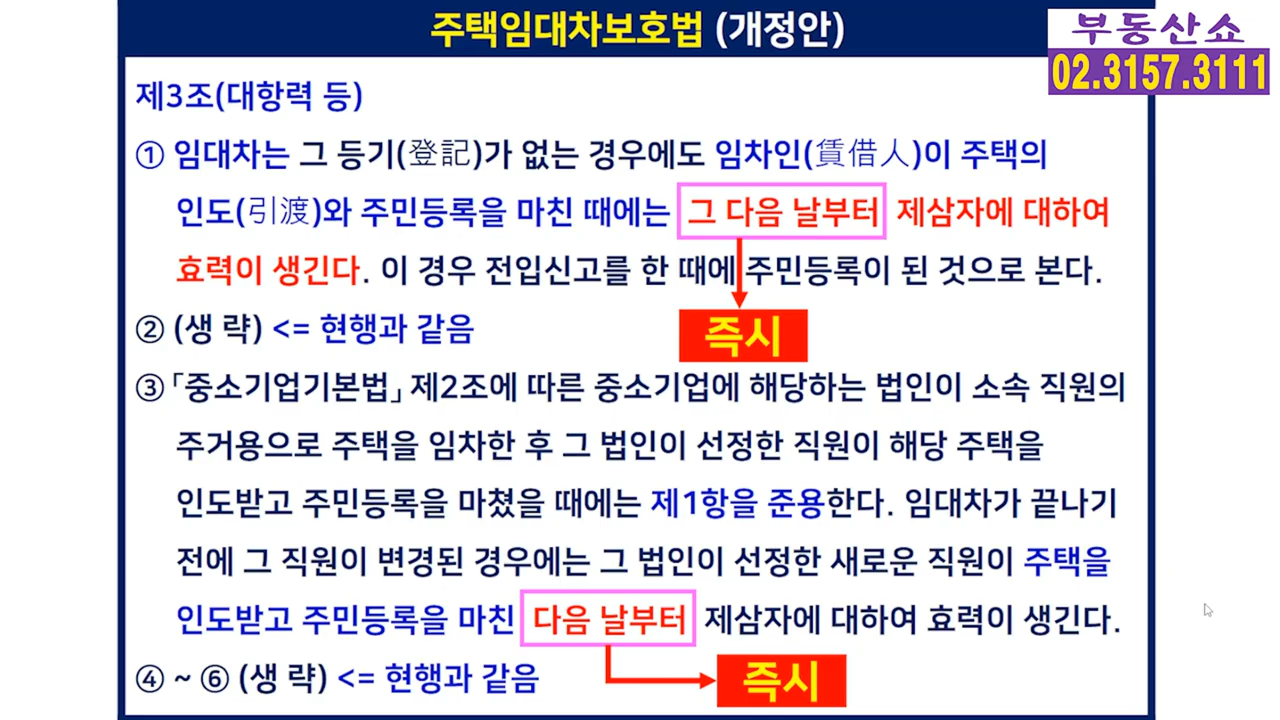 주택임대차보호법 (개정안)
부동산쇼
02.3157.3111
제3조(대항력 등)
① 임대차는 그 등기(登記)가 없는 경우에도 임차인(賃借人)이 주택의
인도(引渡)와 주민등록을 마친 때에는 그 다음 날부터 제삼자에 대하여
효력이 생긴다. 이 경우 전입신고를 한 때에 주민등록이 된 것으로 본다.
② (생 략) <= 현행과 같음
즉시
③ 「중소기업기본법」 제2조에 따른 중소기업에 해당하는 법인이 소속 직원의
주거용으로 주택을 임차한 후 그 법인이 선정한 직원이 해당 주택을
인도받고 주민등록을 마쳤을 때에는 제1항을 준용한다. 임대차가 끝나기
전에 그 직원이 변경된 경우에는 그 법인이 선정한 새로운 직원이 주택을
인도받고 주민등록을 마친 다음 날부터 제삼자에 대하여 효력이 생긴다.
④ ~ ⑥ (생 략) <= 현행과 같음
즉시